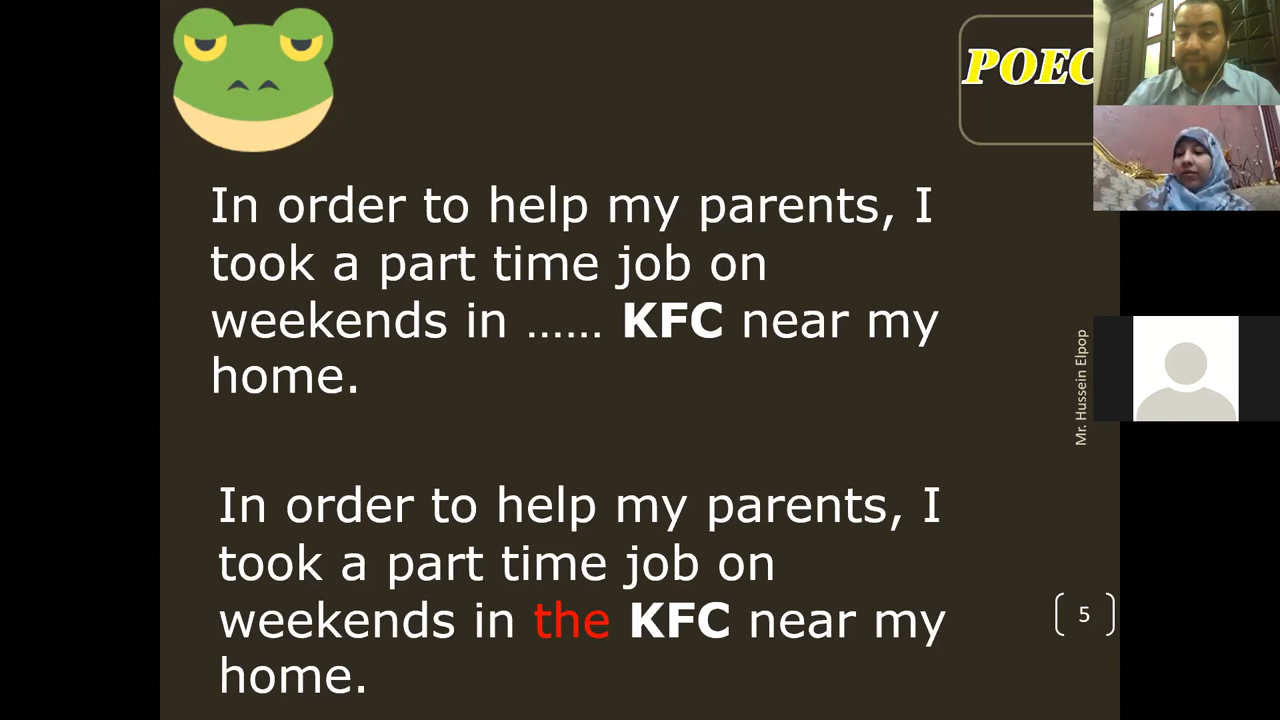 POEC
In order to help my parents, I
took a part time job on
weekends in ...... KFC near my
home.
Mr. Hussein Elpop
In order to help my parents, I
took a part time job on
weekends in the KFC near my
home.
5